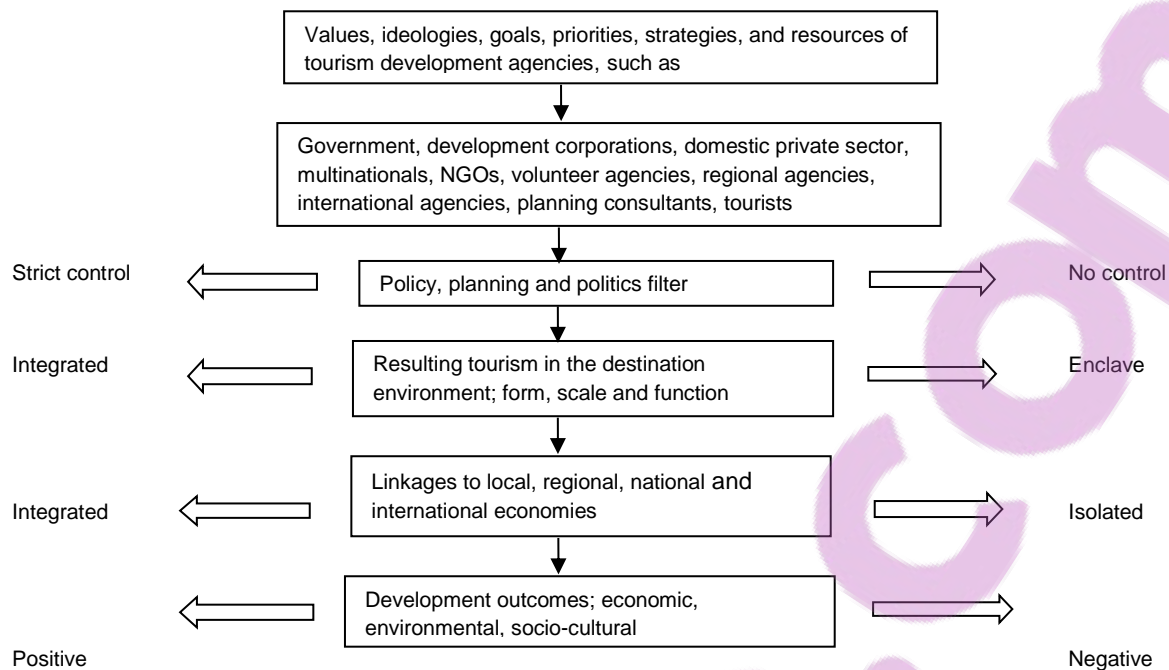 Values, ideologies, goals, priorities, strategies, and resources of
tourism development agencies, such as
Government, development corporations, domestic private sector,
multinationals, NGOs, volunteer agencies, regional agencies,
international agencies, planning consultants, tourists
Strict control
Policy, planning and politics filter
No control
Integrated
Resulting tourism in the destination
environment; form, scale and function
Enclave
Integrated
Linkages to local, regional, national and
international economies
Isolated
Development outcomes; economic,
environmental, socio-cultural
Positive
Negative
com